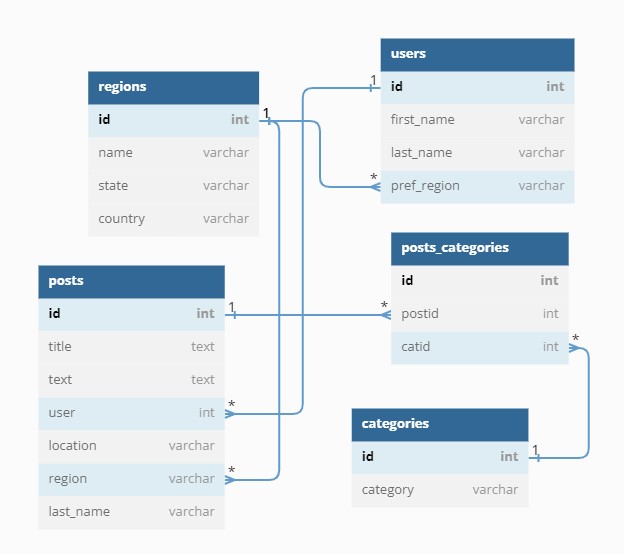 regions
id int
name varchar
state varchar
country varchar
users
id int
first_name varchar
last_name varchar
pref_region varchar
posts
id int
title text
text text
user int
location varchar
region varchar
last_name varchar
posts_categories
id int
postid int
catid int
categories
id int
category varchar
1
1
*
1
*
*
*
*
1